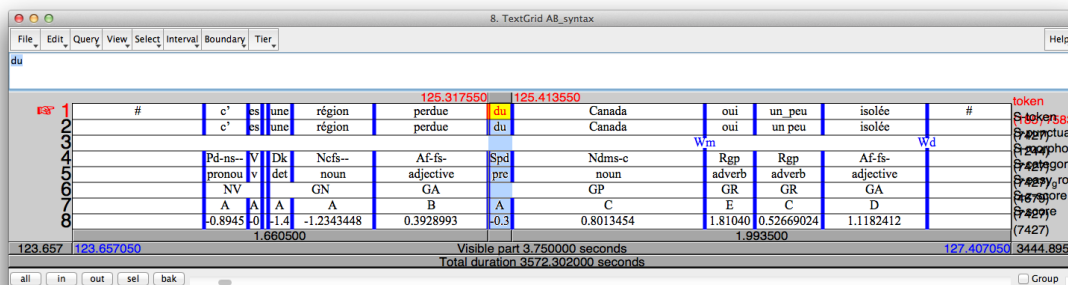 8. TextGrid AB_syntax
File Edit Query View Select Interval Boundary Tier Help
du
125.317550 125.413550
1 # c' es une région perdue du Canada oui un_peu isolée # token
2 c' es une région perdue du Canada oui un peu isolée
3 Wm Wd
4 Pd-ns-- V Dk Ncfs-- Af-fs- Spd Ndms-c Rgp Rgp Af-fs-
5 pronou v det noun adjective pre noun adverb adverb adjective
6 NV GN GA GP GR GR GA
7 A A A A B A C E C D
8 -0.8945 -0 -1.4 -1.2343448 0.3928993 -0.3 0.8013454 1.81040 0.52669024 1.1182412
(7427)
1.660500 1.993500
123.657 123.657050 Visible part 3.750000 seconds 127.407050 3444.895
Total duration 3572.302000 seconds
all in out sel bak Group